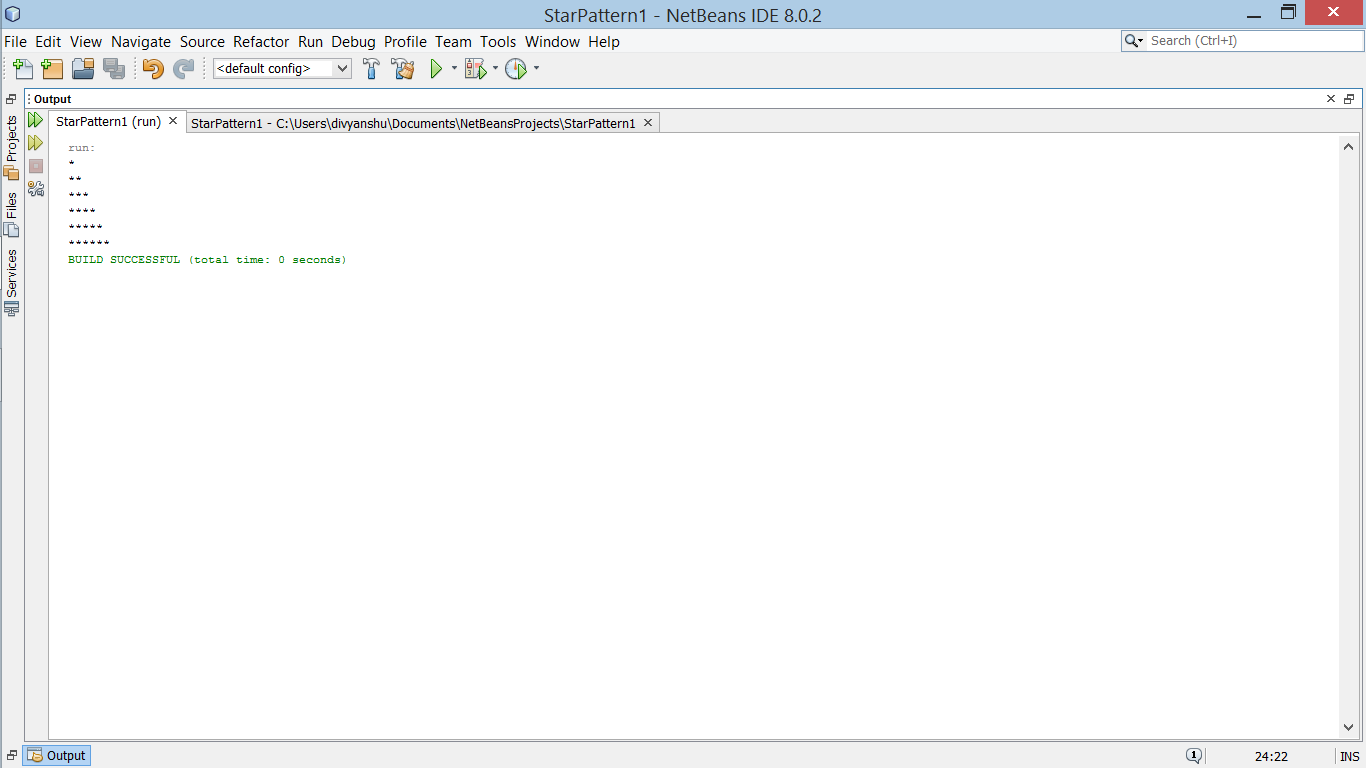 StarPattern1 - NetBeans IDE 8.0.2
File Edit View Navigate Source Refactor Run Debug Profile Team Tools Window Help
Search (Ctrl+I)
<default config>
Output
StarPattern1 (run)
StarPattern1 - C:\Users\divyanshu\Documents\NetBeansProjects\StarPattern1
Projects
Files
Services
run:
*
**
***
****
*****
******
BUILD SUCCESSFUL (total time: 0 seconds)
Output
1
24:22
INS